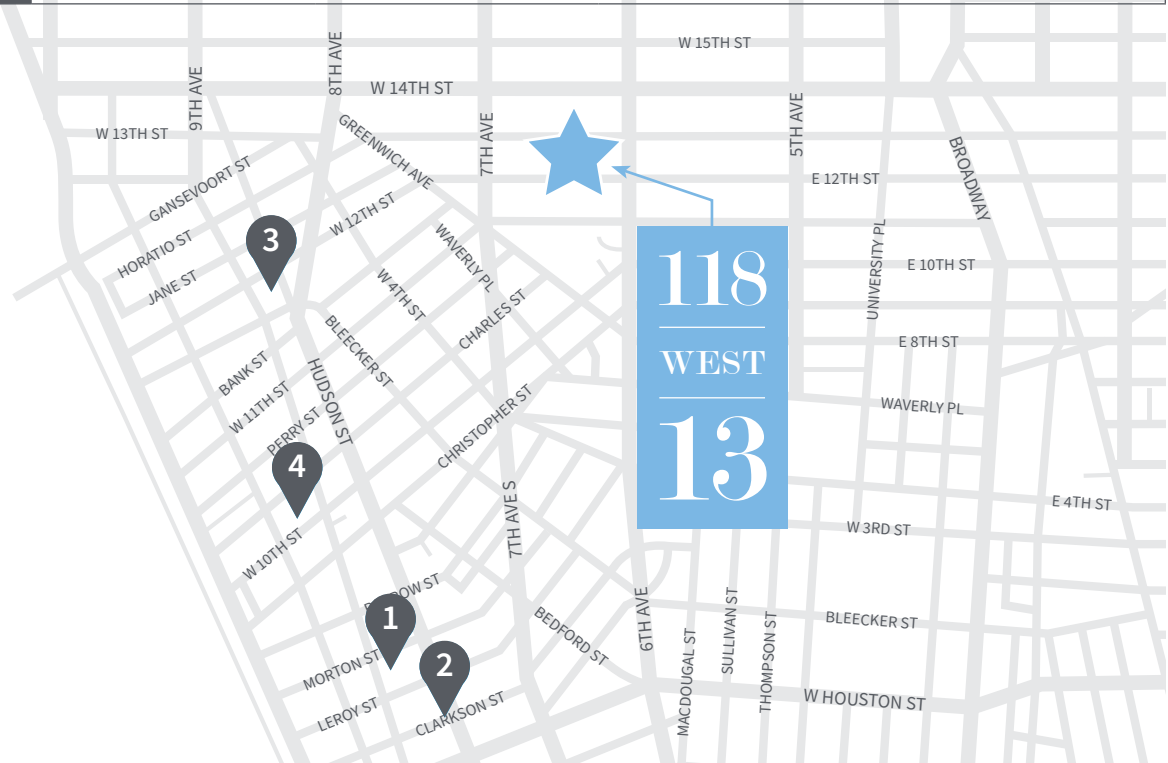 W 15TH ST
8TH AVE
9TH AVE
W 14TH ST
5TH AVE
W 13TH ST
GREENWICH AVE
7TH AVE
BROADWAY
GANSEVOORT ST
E 12TH ST
W 12TH ST
HORATIO ST
3
WAVERLY PL
UNIVERSITY PL
JANE ST
W 4TH ST
E 10TH ST
118
WEST
13
CHARLES ST
BLEECKER ST
E 8TH ST
BANK ST
HUDSON ST
W 11TH ST
WAVERLY PL
PERRY ST
CHRISTOPHER ST
4
E 4TH ST
7TH AVE S
W 3RD ST
W 10TH ST
6TH AVE
SULLIVAN ST
BLEECKER ST
1
BEDFORD ST
THOMPSON ST
MACDOUGAL ST
2
MORTON ST
LEROY ST
CLARKSON ST
W HOUSTON ST